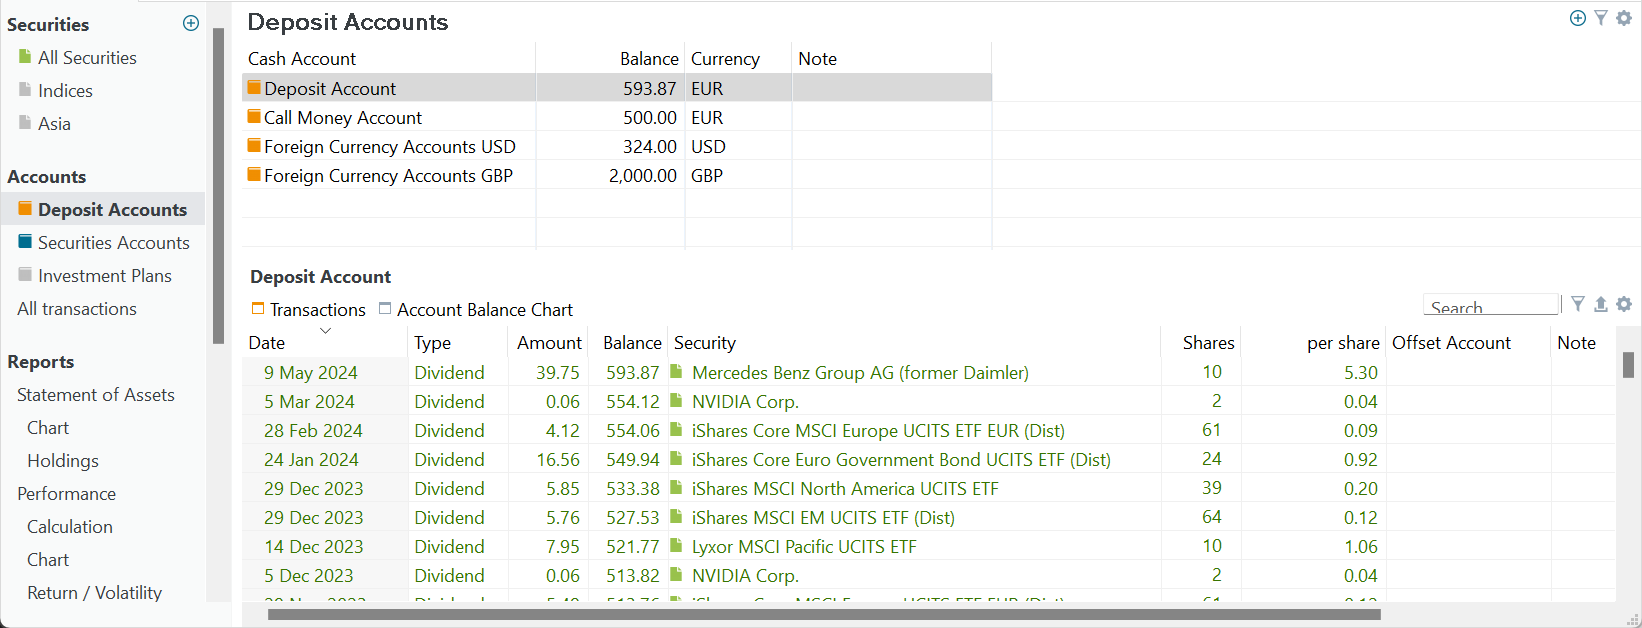 Securities
All Securities
Indices
Asia
Accounts
Deposit Accounts
Securities Accounts
Investment Plans
All transactions
Reports
Statement of Assets
Chart
Holdings
Performance
Calculation
Chart
Return / Volatility
Deposit Accounts
Cash Account Balance Currency Note
Deposit Account 593.87 EUR
Call Money Account 500.00 EUR
Foreign Currency Accounts USD 324.00 USD
Foreign Currency Accounts GBP 2,000.00 GBP
Deposit Account
Transactions Account Balance Chart Search
Date Type Amount Balance Security Shares per share Offset Account Note
9 May 2024 Dividend 39.75 593.87 Mercedes Benz Group AG (former Daimler) 10 5.30
5 Mar 2024 Dividend 0.06 554.12 NVIDIA Corp. 2 0.04
28 Feb 2024 Dividend 4.12 554.06 iShares Core MSCI Europe UCITS ETF EUR (Dist) 61 0.09
24 Jan 2024 Dividend 16.56 549.94 iShares Core Euro Government Bond UCITS ETF (Dist) 24 0.92
29 Dec 2023 Dividend 5.85 533.38 iShares MSCI North America UCITS ETF 39 0.20
29 Dec 2023 Dividend 5.76 527.53 iShares MSCI EM UCITS ETF (Dist) 64 0.12
14 Dec 2023 Dividend 7.95 521.77 Lyxor MSCI Pacific UCITS ETF 10 1.06
5 Dec 2023 Dividend 0.06 513.82 NVIDIA Corp. 2 0.04